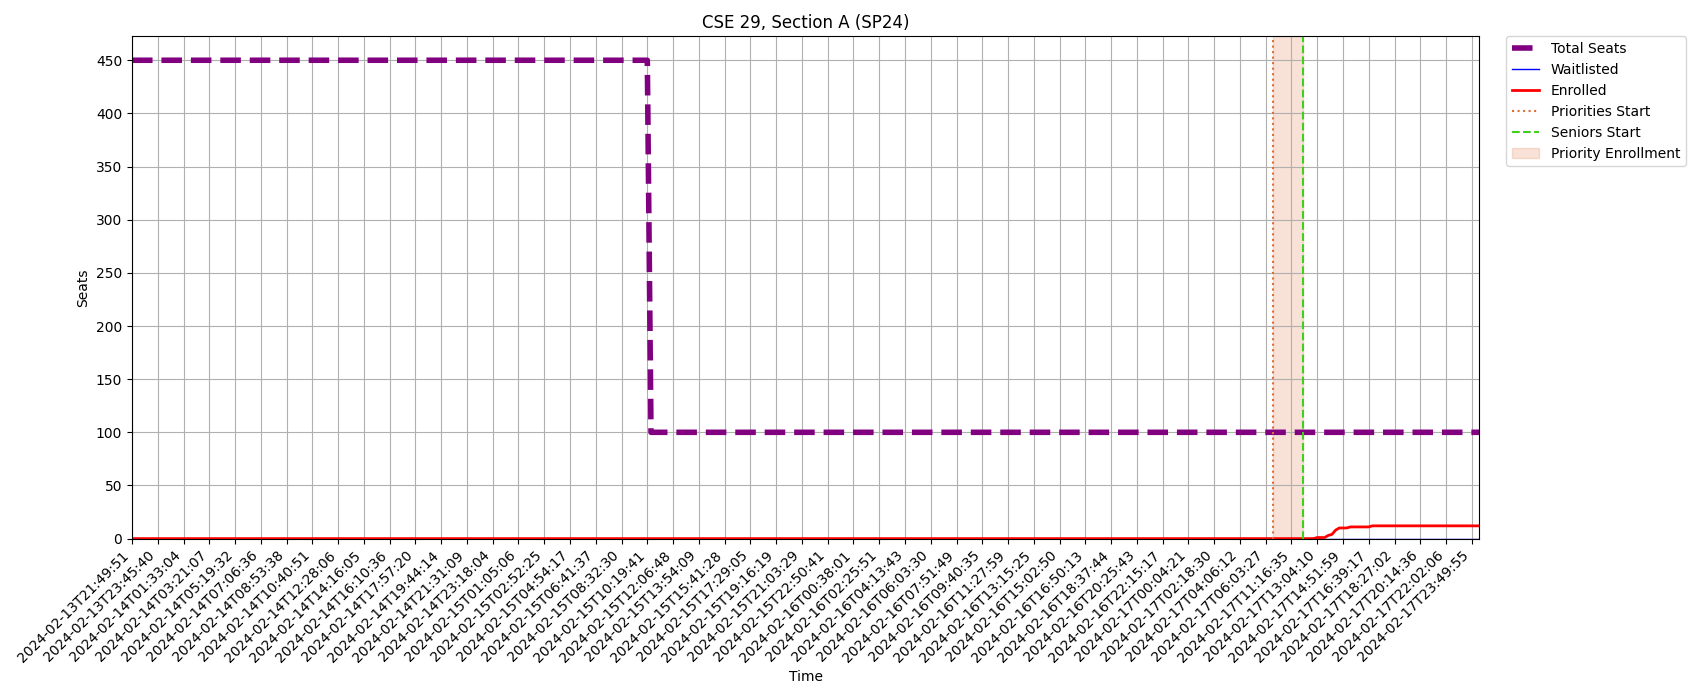 CSE 29, Section A (SP24)
Total Seats
Waitlisted
Enrolled
Priorities Start
Seniors Start
Priority Enrollment
450
400
350
300
250
200
150
100
50
0
Seats
2024-02-13T21:49:51
2024-02-13T23:45:40
2024-02-14T01:33:04
2024-02-14T03:21:07
2024-02-14T05:19:32
2024-02-14T07:06:36
2024-02-14T08:53:38
2024-02-14T10:40:51
2024-02-14T12:28:06
2024-02-14T14:16:05
2024-02-14T16:10:36
2024-02-14T17:57:20
2024-02-14T19:44:14
2024-02-14T21:31:09
2024-02-14T23:18:04
2024-02-15T01:05:06
2024-02-15T02:52:25
2024-02-15T04:54:17
2024-02-15T06:41:37
2024-02-15T08:32:30
2024-02-15T10:19:41
2024-02-15T12:06:48
2024-02-15T13:54:09
2024-02-15T15:41:28
2024-02-15T17:29:05
2024-02-15T19:16:19
2024-02-15T21:03:29
2024-02-15T22:50:41
2024-02-16T00:38:01
2024-02-16T02:25:51
2024-02-16T04:13:43
2024-02-16T06:03:30
2024-02-16T07:51:49
2024-02-16T09:40:35
2024-02-16T11:27:59
2024-02-16T13:15:25
2024-02-16T15:02:50
2024-02-16T16:50:13
2024-02-16T18:37:44
2024-02-16T20:25:43
2024-02-16T22:15:17
2024-02-17T00:04:21
2024-02-17T02:18:30
2024-02-17T04:06:12
2024-02-17T06:03:27
2024-02-17T11:16:35
2024-02-17T13:04:10
2024-02-17T14:51:59
2024-02-17T16:39:17
2024-02-17T18:27:02
2024-02-17T20:14:36
2024-02-17T22:02:06
2024-02-17T23:49:55
Time